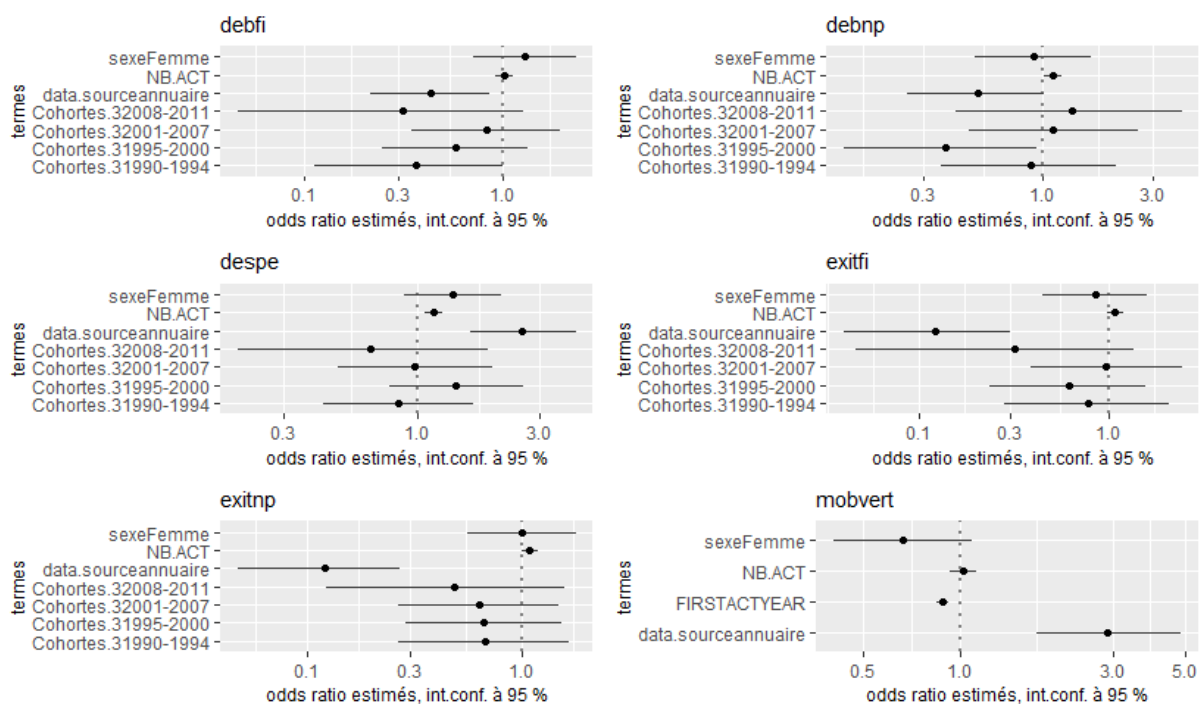 debfi
termes
sexeFemme
NB.ACT
data.sourceannuaire
Cohortes.32008-2011
Cohortes.32001-2007
Cohortes.31995-2000
Cohortes.31990-1994
0.1 0.3 1.0
odds ratio estimés, int.conf. à 95 %
debnp
termes
sexeFemme
NB.ACT
data.sourceannuaire
Cohortes.32008-2011
Cohortes.32001-2007
Cohortes.31995-2000
Cohortes.31990-1994
0.3 1.0 3.0
odds ratio estimés, int.conf. à 95 %
despe
termes
sexeFemme
NB.ACT
data.sourceannuaire
Cohortes.32008-2011
Cohortes.32001-2007
Cohortes.31995-2000
Cohortes.31990-1994
0.3 1.0 3.0
odds ratio estimés, int.conf. à 95 %
exitfi
termes
sexeFemme
NB.ACT
data.sourceannuaire
Cohortes.32008-2011
Cohortes.32001-2007
Cohortes.31995-2000
Cohortes.31990-1994
0.1 0.3 1.0
odds ratio estimés, int.conf. à 95 %
exitnp
termes
sexeFemme
NB.ACT
data.sourceannuaire
Cohortes.32008-2011
Cohortes.32001-2007
Cohortes.31995-2000
Cohortes.31990-1994
0.1 0.3 1.0
odds ratio estimés, int.conf. à 95 %
mobvert
termes
sexeFemme
NB.ACT
FIRSTACTYEAR
data.sourceannuaire
0.5 1.0 3.0 5.0
odds ratio estimés, int.conf. à 95 %